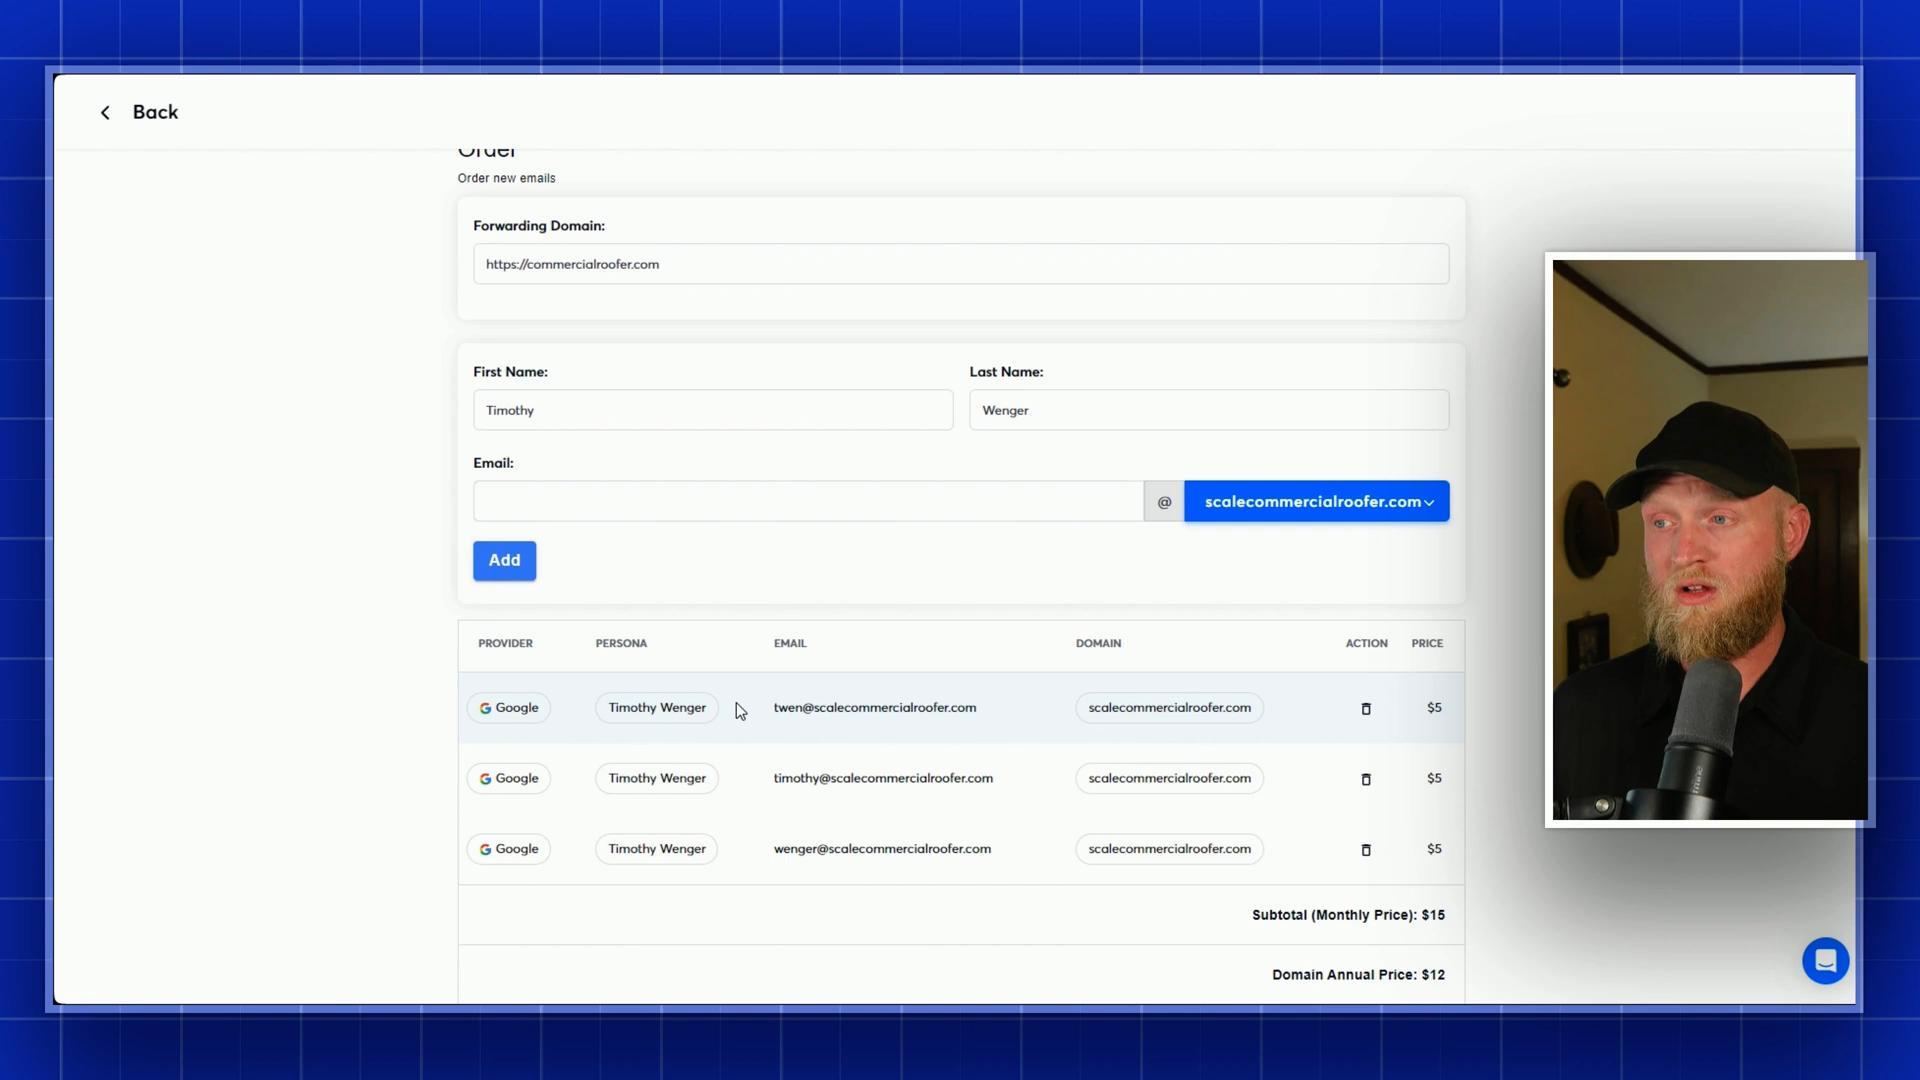 Back
Order
Order new emails
Forwarding Domain:
https://commercialroofer.com
First Name:
Last Name:
Timothy
Wenger
Email:
@
scalecommercialroofer.com
Add
PROVIDER PERSONA EMAIL DOMAIN ACTION PRICE
Google Timothy Wenger twen@scalecommercialroofer.com scalecommercialroofer.com $5
Google Timothy Wenger timothy@scalecommercialroofer.com scalecommercialroofer.com $5
Google Timothy Wenger wenger@scalecommercialroofer.com scalecommercialroofer.com $5
Subtotal (Monthly Price): $15
Domain Annual Price: $12